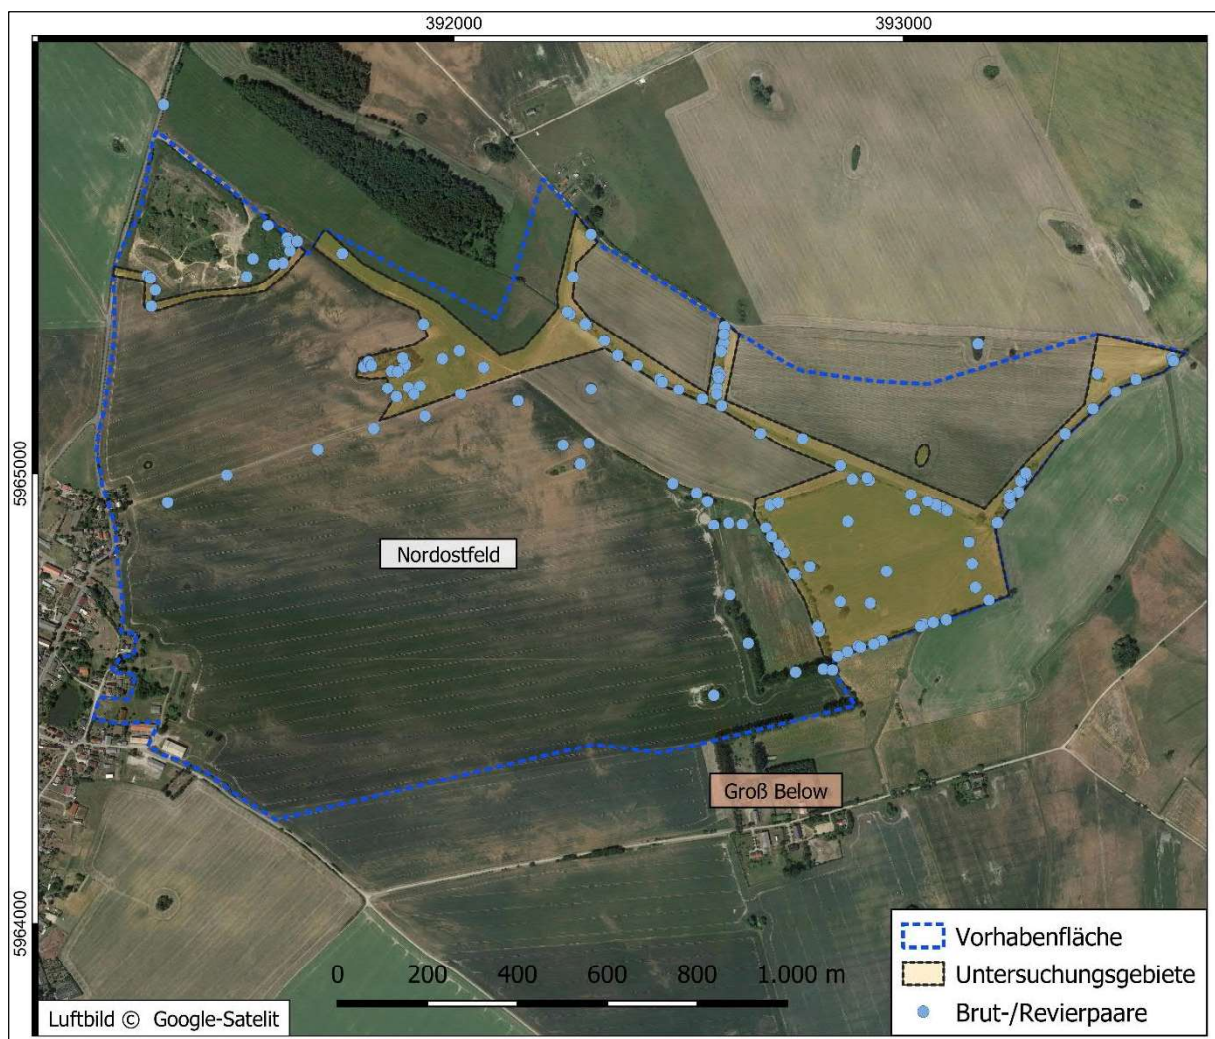 392000
393000
5965000
Nordostfeld
Groß Below
5964000
0 200 400 600 800 1.000 m
Vorhabenfläche
Untersuchungsgebiete
Brut-/Revierpaare
Luftbild © Google-Satelit